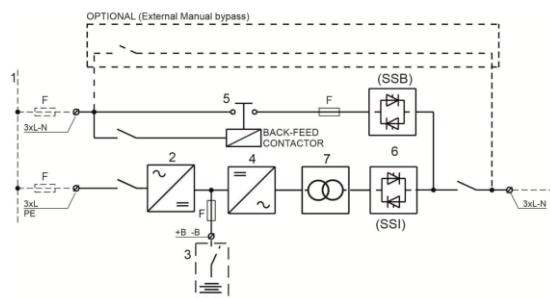 OPTIONAL (External Manual bypass)
1
F
3xL-N
5
F
(SSB)
BACK-FEED
CONTACTOR
2
4
7
6
F
3xL
PE
F
(SSI)
3xL-N
+B -B
3